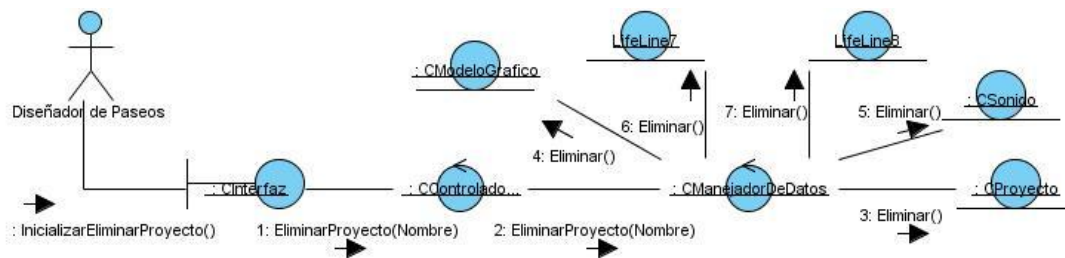 LifeLine7
LifeLine8
: CModeloGrafico
: CSonido
Diseñador de Paseos
6: Eliminar()
7: Eliminar()
5: Eliminar()
4: Eliminar()
: CInterfaz
: CControlado...
: CManejadorDeDatos
: CProyecto
3: Eliminar()
: InicializarEliminarProyecto()
1: EliminarProyecto(Nombre)
2: EliminarProyecto(Nombre)